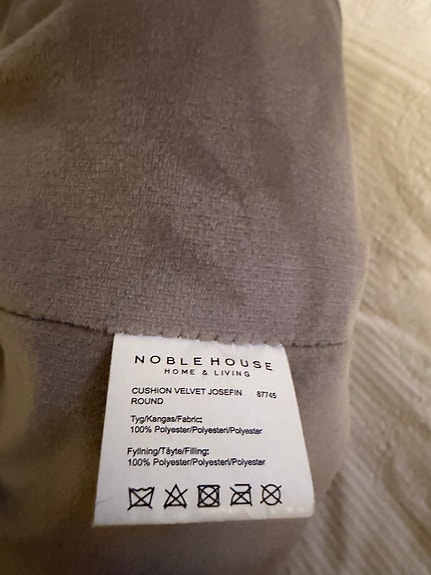 NOBLE HOUSE
HOME & LIVING
CUSHION VELVET JOSEFIN 87745
ROUND
Tyg/Kangas/Fabric:
100% Polyester/Polyesteri/Polyester
Fyllning/Täyte/Filling:
100% Polyester/Polyesteri/Polyester